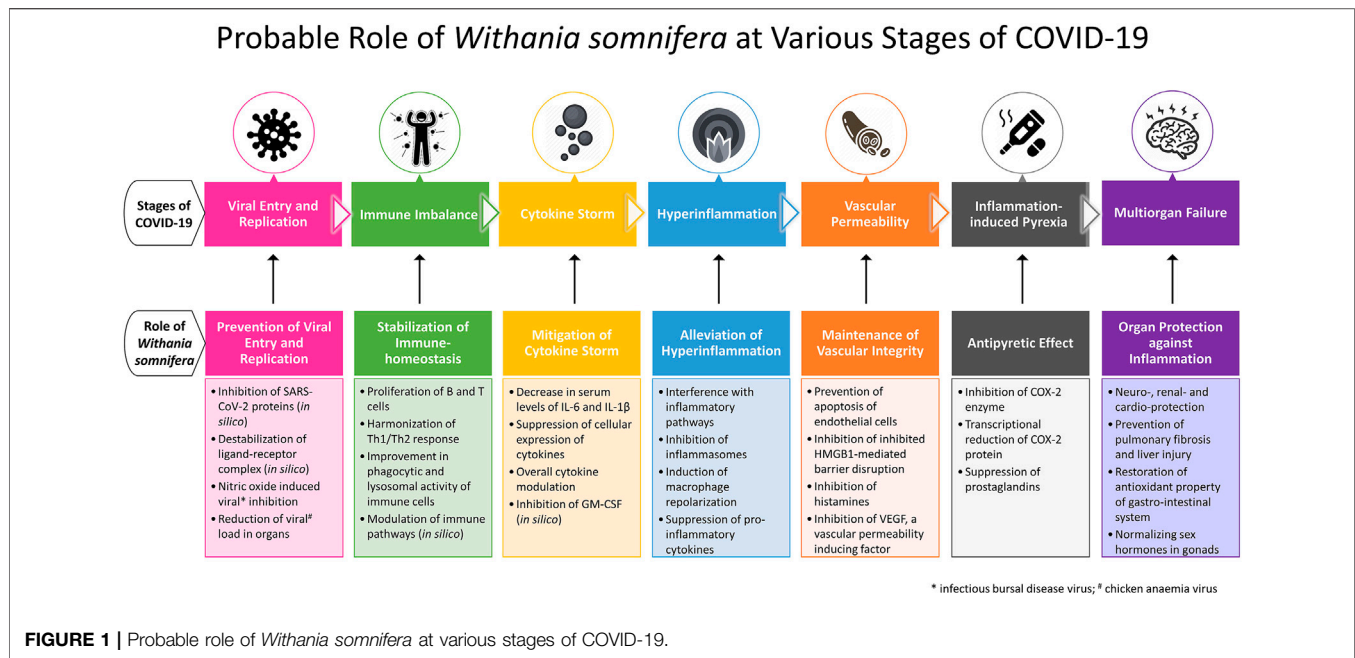 Probable Role of Withania somnifera at Various Stages of COVID-19
Stages of
COVID-19
Viral Entry and
Replication
Immune Imbalance
Cytokine Storm
Hyperinflammation
Vascular
Permeability
Inflammation-
induced Pyrexia
Multiorgan Failure
Role of
Withania
somnifera
Prevention of Viral
Entry and
Replication
• Inhibition of SARS-
CoV-2 proteins (in
silico)
• Destabilization of
ligand-receptor
complex (in silico)
• Nitric oxide induced
viral* inhibition
• Reduction of viral#
load in organs
Stabilization of
Immune-
homeostasis
• Proliferation of B and T
cells
• Harmonization of
Th1/Th2 response
• Improvement in
phagocytic and
lysosomal activity of
immune cells
• Modulation of immune
pathways (in silico)
Mitigation of
Cytokine Storm
• Decrease in serum
levels of IL-6 and IL-1β
• Suppression of cellular
expression of
cytokines
• Overall cytokine
modulation
• Inhibition of GM-CSF
(in silico)
Alleviation of
Hyperinflammation
• Interference with
inflammatory
pathways
• Inhibition of
inflammasomes
• Induction of
macrophage
repolarization
• Suppression of pro-
inflammatory
cytokines
Maintenance of
Vascular Integrity
• Prevention of
apoptosis of
endothelial cells
• Inhibition of inhibited
HMGB1-mediated
barrier disruption
• Inhibition of
histamines
• Inhibition of VEGF, a
vascular permeability
inducing factor
Antipyretic Effect
• Inhibition of COX-2
enzyme
• Transcriptional
reduction of COX-2
protein
• Suppression of
prostaglandins
Organ Protection
against
Inflammation
• Neuro-, renal- and
cardio-protection
• Prevention of
pulmonary fibrosis
and liver injury
• Restoration of
antioxidant property
of gastro-intestinal
system
• Normalizing sex
hormones in gonads
* infectious bursal disease virus; # chicken anaemia virus
FIGURE 1 | Probable role of Withania somnifera at various stages of COVID-19.